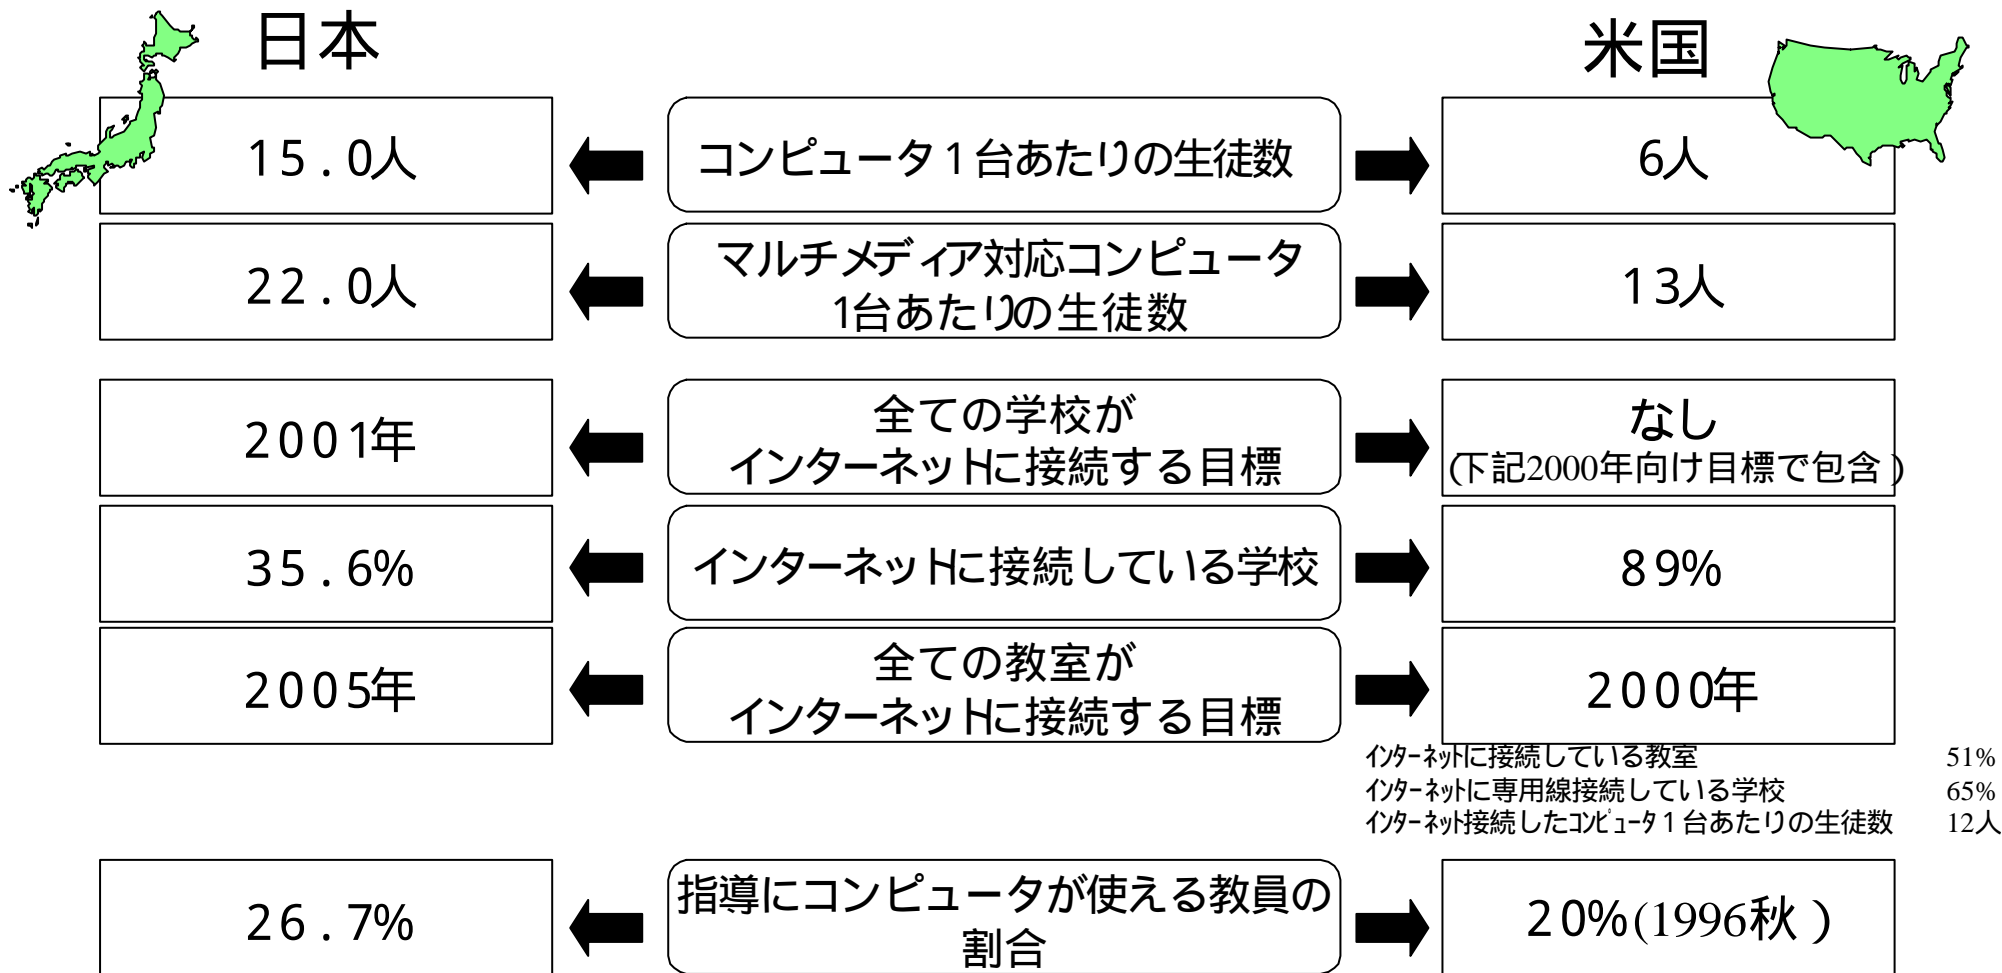 日本
米国
15.0人
コンピュータ1台あたりの生徒数
6人
22.0人
マルチメディア対応コンピュータ
1台あたりの生徒数
13人
2001年
全ての学校が
インターネットに接続する目標
なし
(下記2000年向け目標で包含)
35.6%
インターネットに接続している学校
89%
2005年
全ての教室が
インターネットに接続する目標
2000年
インターネットに接続している教室 51%
インターネットに専用線接続している学校 65%
インターネット接続したコンピュータ1台あたりの生徒数 12人
26.7%
指導にコンピュータが使える教員の
割合
20%(1996秋)